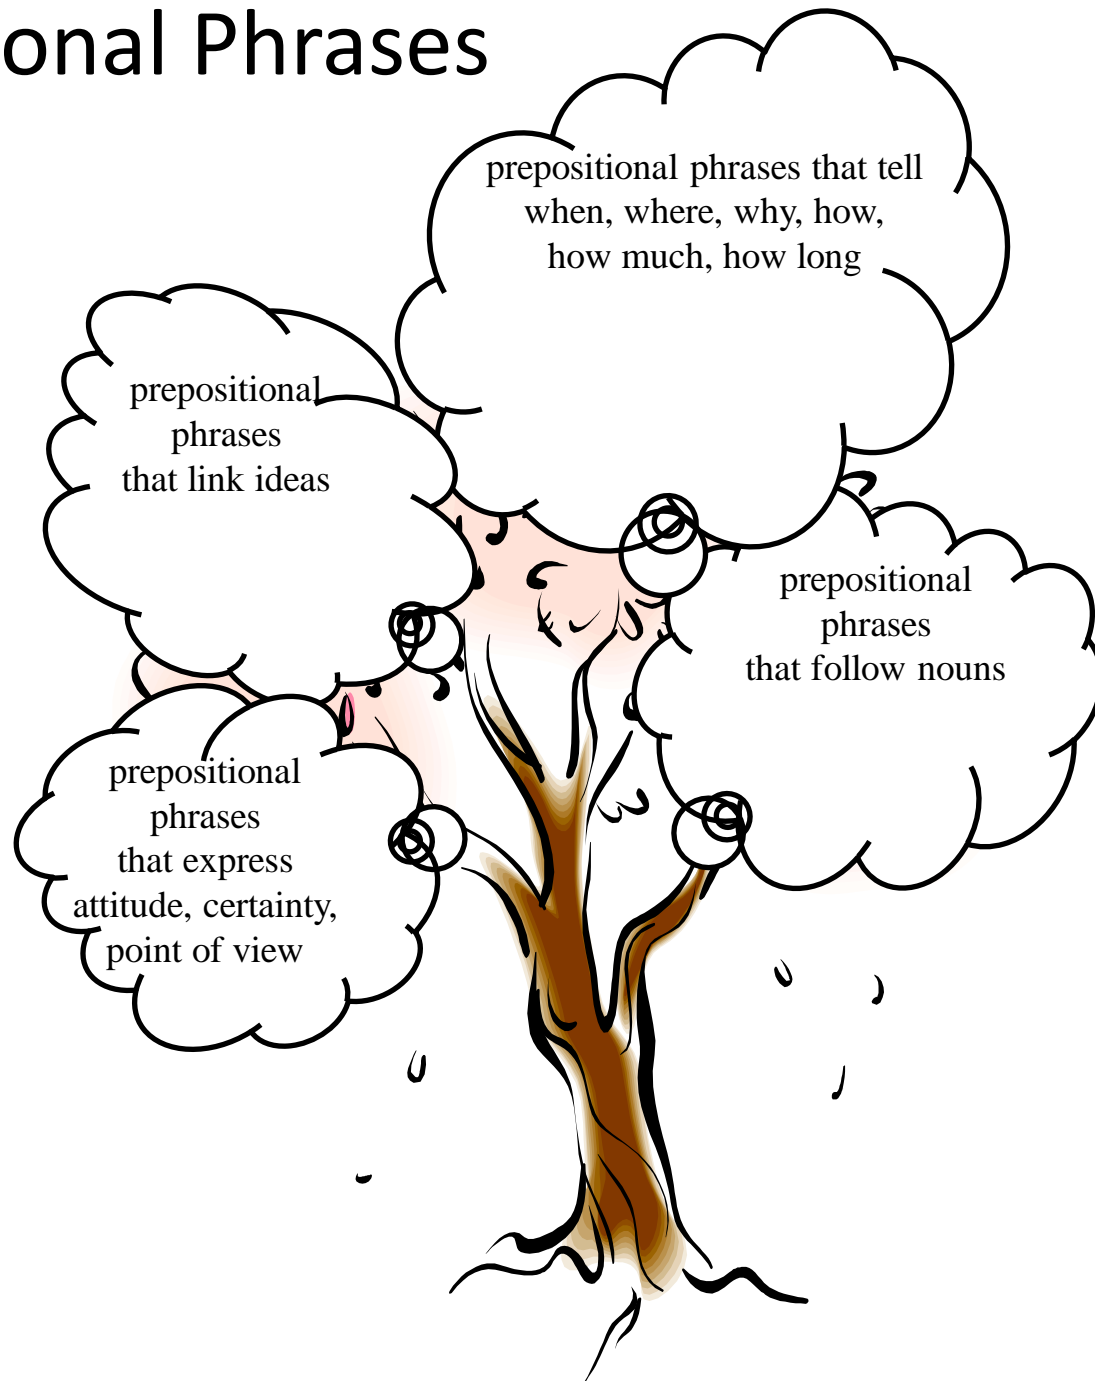 onal Phrases
prepositional phrases that tell
when, where, why, how,
how much, how long
prepositional
phrases
that link ideas
prepositional
phrases
that follow nouns
prepositional
phrases
that express
attitude, certainty,
point of view